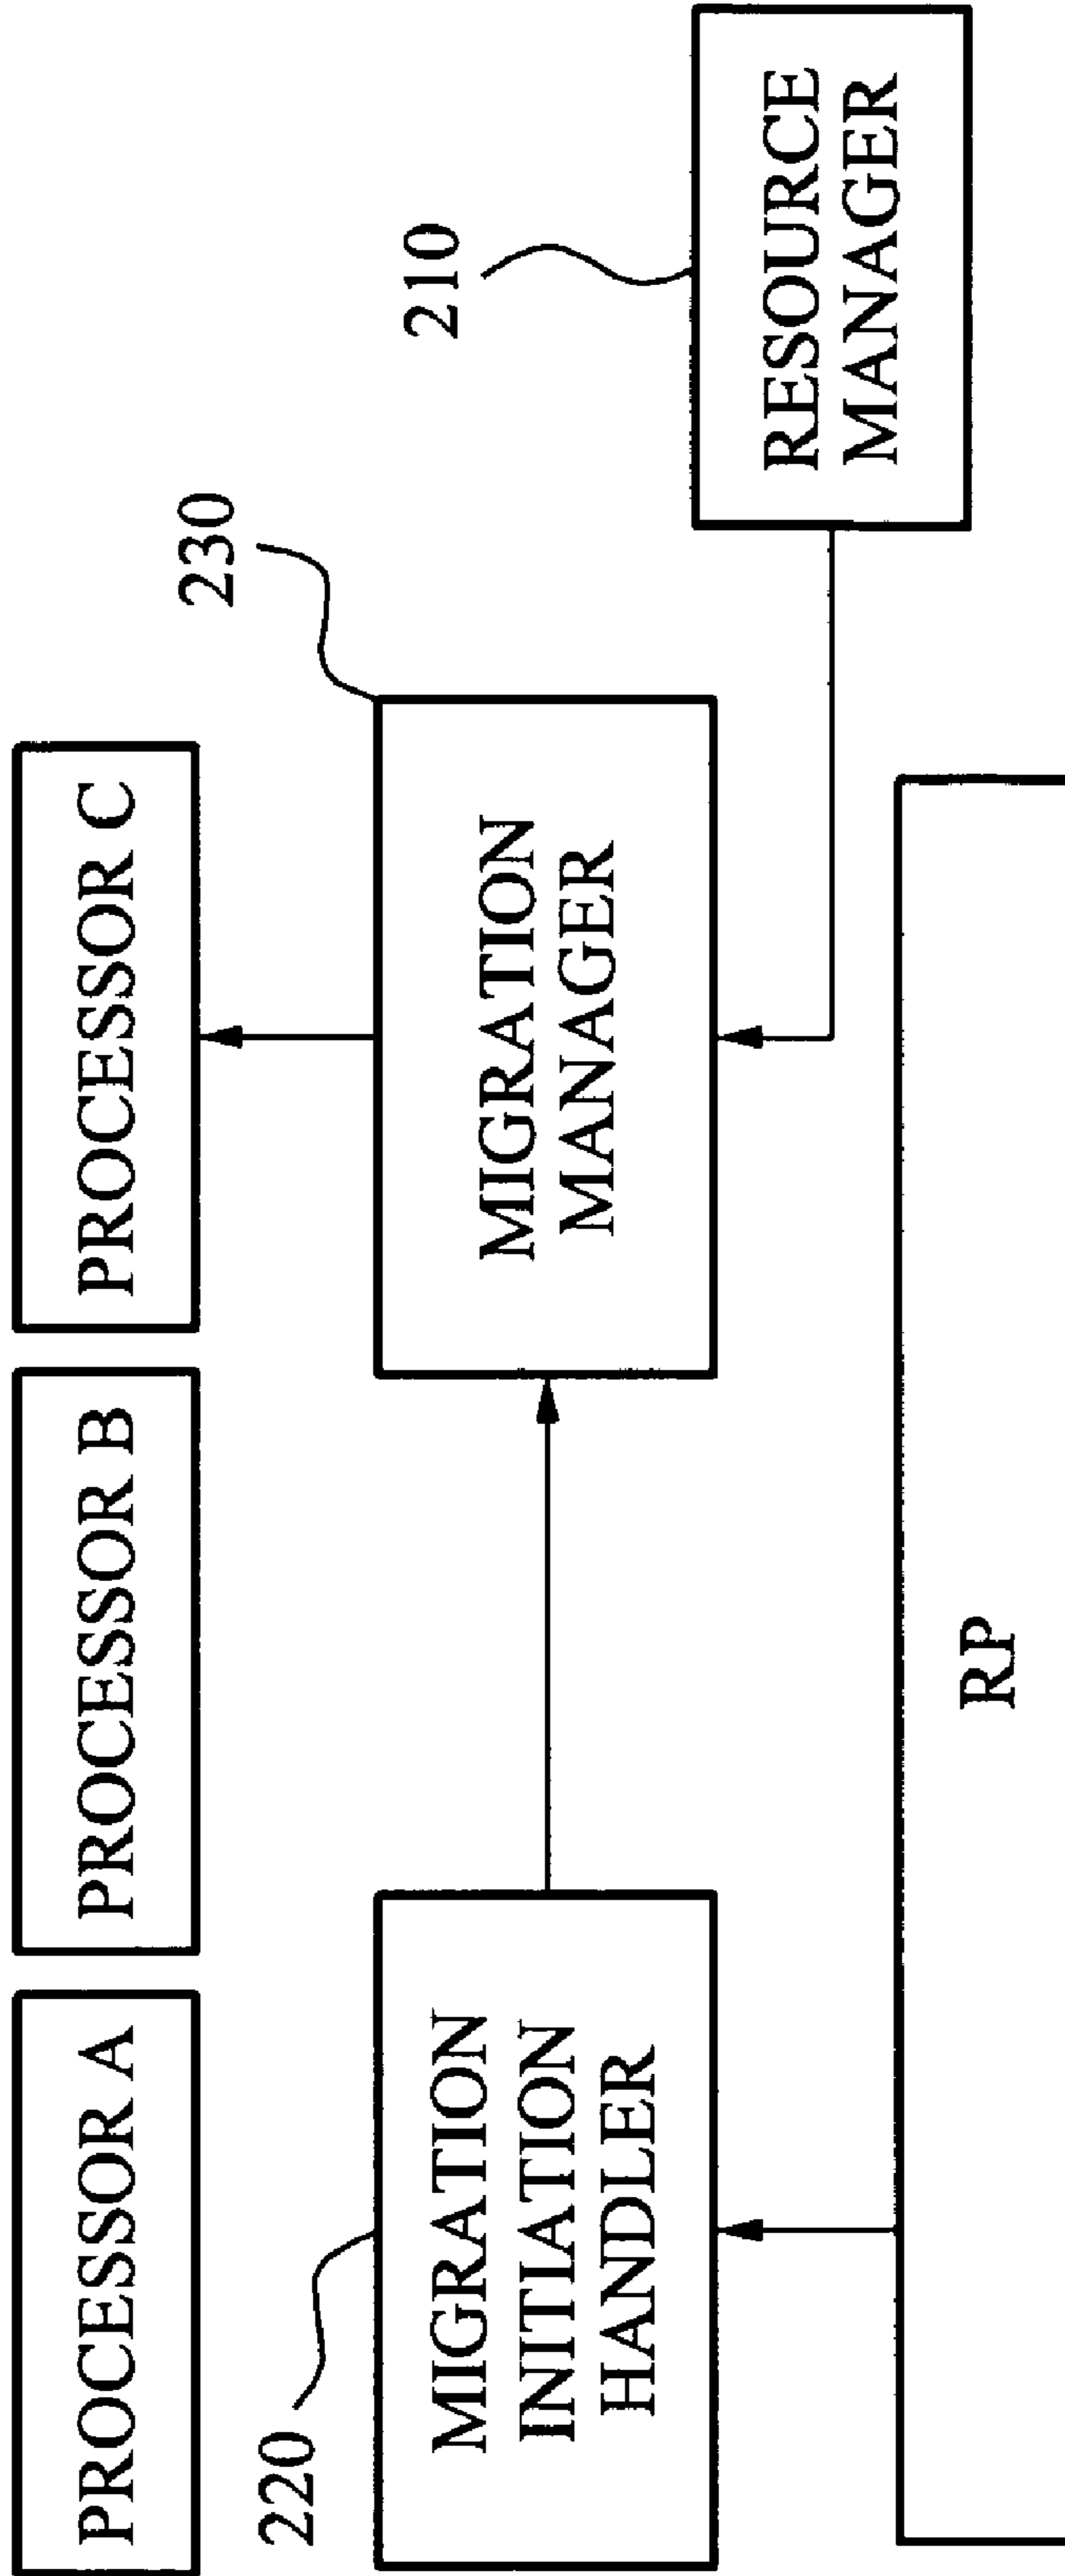 PROCESSOR A
PROCESSOR B
PROCESSOR C
220
MIGRATION
INITIATION
HANDLER
230
MIGRATION
MANAGER
210
RESOURCE
MANAGER
RP